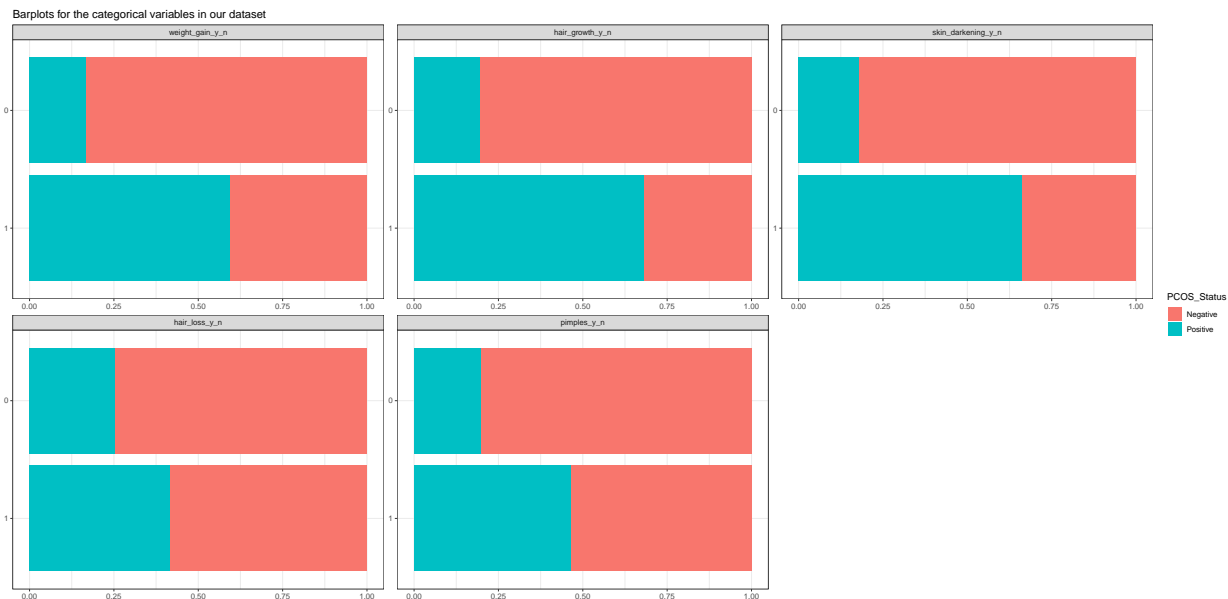 Barplots for the categorical variables in our dataset
weight_gain_y_n
hair_growth_y_n
skin_darkening_y_n
0
0
0
1
1
1
0.00 0.25 0.50 0.75 1.00
0.00 0.25 0.50 0.75 1.00
0.00 0.25 0.50 0.75 1.00
PCOS_Status
Negative
Positive
hair_loss_y_n
pimples_y_n
0
0
1
1
0.00 0.25 0.50 0.75 1.00
0.00 0.25 0.50 0.75 1.00